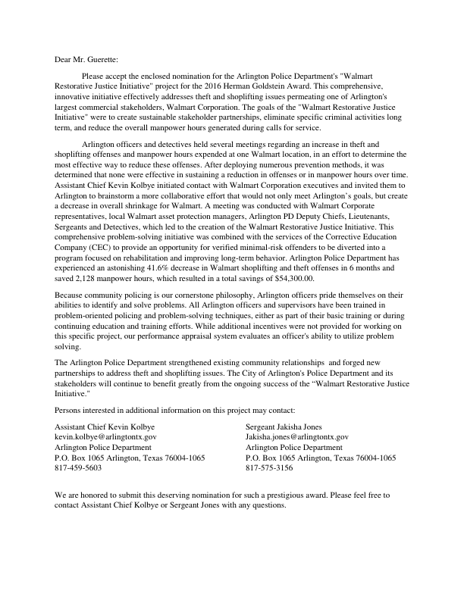 Dear Mr. Guerette:
Please accept the enclosed nomination for the Arlington Police Department's "Walmart
Restorative Justice Initiative" project for the 2016 Herman Goldstein Award. This comprehensive,
innovative initiative effectively addresses theft and shoplifting issues permeating one of Arlington's
largest commercial stakeholders, Walmart Corporation. The goals of the "Walmart Restorative Justice
Initiative" were to create sustainable stakeholder partnerships, eliminate specific criminal activities long
term, and reduce the overall manpower hours generated during calls for service.
Arlington officers and detectives held several meetings regarding an increase in theft and
shoplifting offenses and manpower hours expended at one Walmart location, in an effort to determine the
most effective way to reduce these offenses. After deploying numerous prevention methods, it was
determined that none were effective in sustaining a reduction in offenses or in manpower hours over time.
Assistant Chief Kevin Kolbye initiated contact with Walmart Corporation executives and invited them to
Arlington to brainstorm a more collaborative effort that would not only meet Arlington's goals, but create
a decrease in overall shrinkage for Walmart. A meeting was conducted with Walmart Corporate
representatives, local Walmart asset protection managers, Arlington PD Deputy Chiefs, Lieutenants,
Sergeants and Detectives, which led to the creation of the Walmart Restorative Justice Initiative. This
comprehensive problem-solving initiative was combined with the services of the Corrective Education
Company (CEC) to provide an opportunity for verified minimal-risk offenders to be diverted into a
program focused on rehabilitation and improving long-term behavior. Arlington Police Department has
experienced an astonishing 41.6% decrease in Walmart shoplifting and theft offenses in 6 months and
saved 2,128 manpower hours, which resulted in a total savings of $54,300.00.
Because community policing is our cornerstone philosophy, Arlington officers pride themselves on their
abilities to identify and solve problems. All Arlington officers and supervisors have been trained in
problem-oriented policing and problem-solving techniques, either as part of their basic training or during
continuing education and training efforts. While additional incentives were not provided for working on
this specific project, our performance appraisal system evaluates an officer's ability to utilize problem
solving.
The Arlington Police Department strengthened existing community relationships and forged new
partnerships to address theft and shoplifting issues. The City of Arlington's Police Department and its
stakeholders will continue to benefit greatly from the ongoing success of the “Walmart Restorative Justice
Initiative."
Persons interested in additional information on this project may contact:
Assistant Chief Kevin Kolbye
kevin.kolbye@arlingtontx.gov
Arlington Police Department
P.O. Box 1065 Arlington, Texas 76004-1065
817-459-5603
Sergeant Jakisha Jones
Jakisha.jones@arlingtontx.gov
Arlington Police Department
P.O. Box 1065 Arlington, Texas 76004-1065
817-575-3156
We are honored to submit this deserving nomination for such a prestigious award. Please feel free to
contact Assistant Chief Kolbye or Sergeant Jones with any questions.